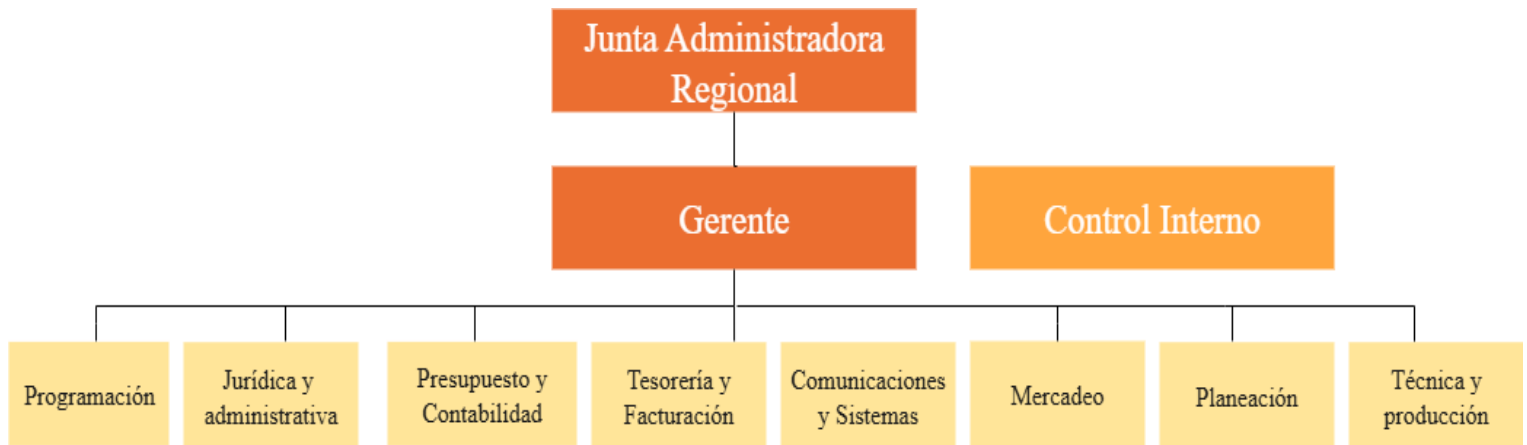 Junta Administradora
Regional
Gerente
Control Interno
Programación
Jurídica y
administrativa
Presupuesto y
Contabilidad
Tesorería y
Facturación
Comunicaciones
y Sistemas
Mercadeo
Planeación
Técnica y
producción